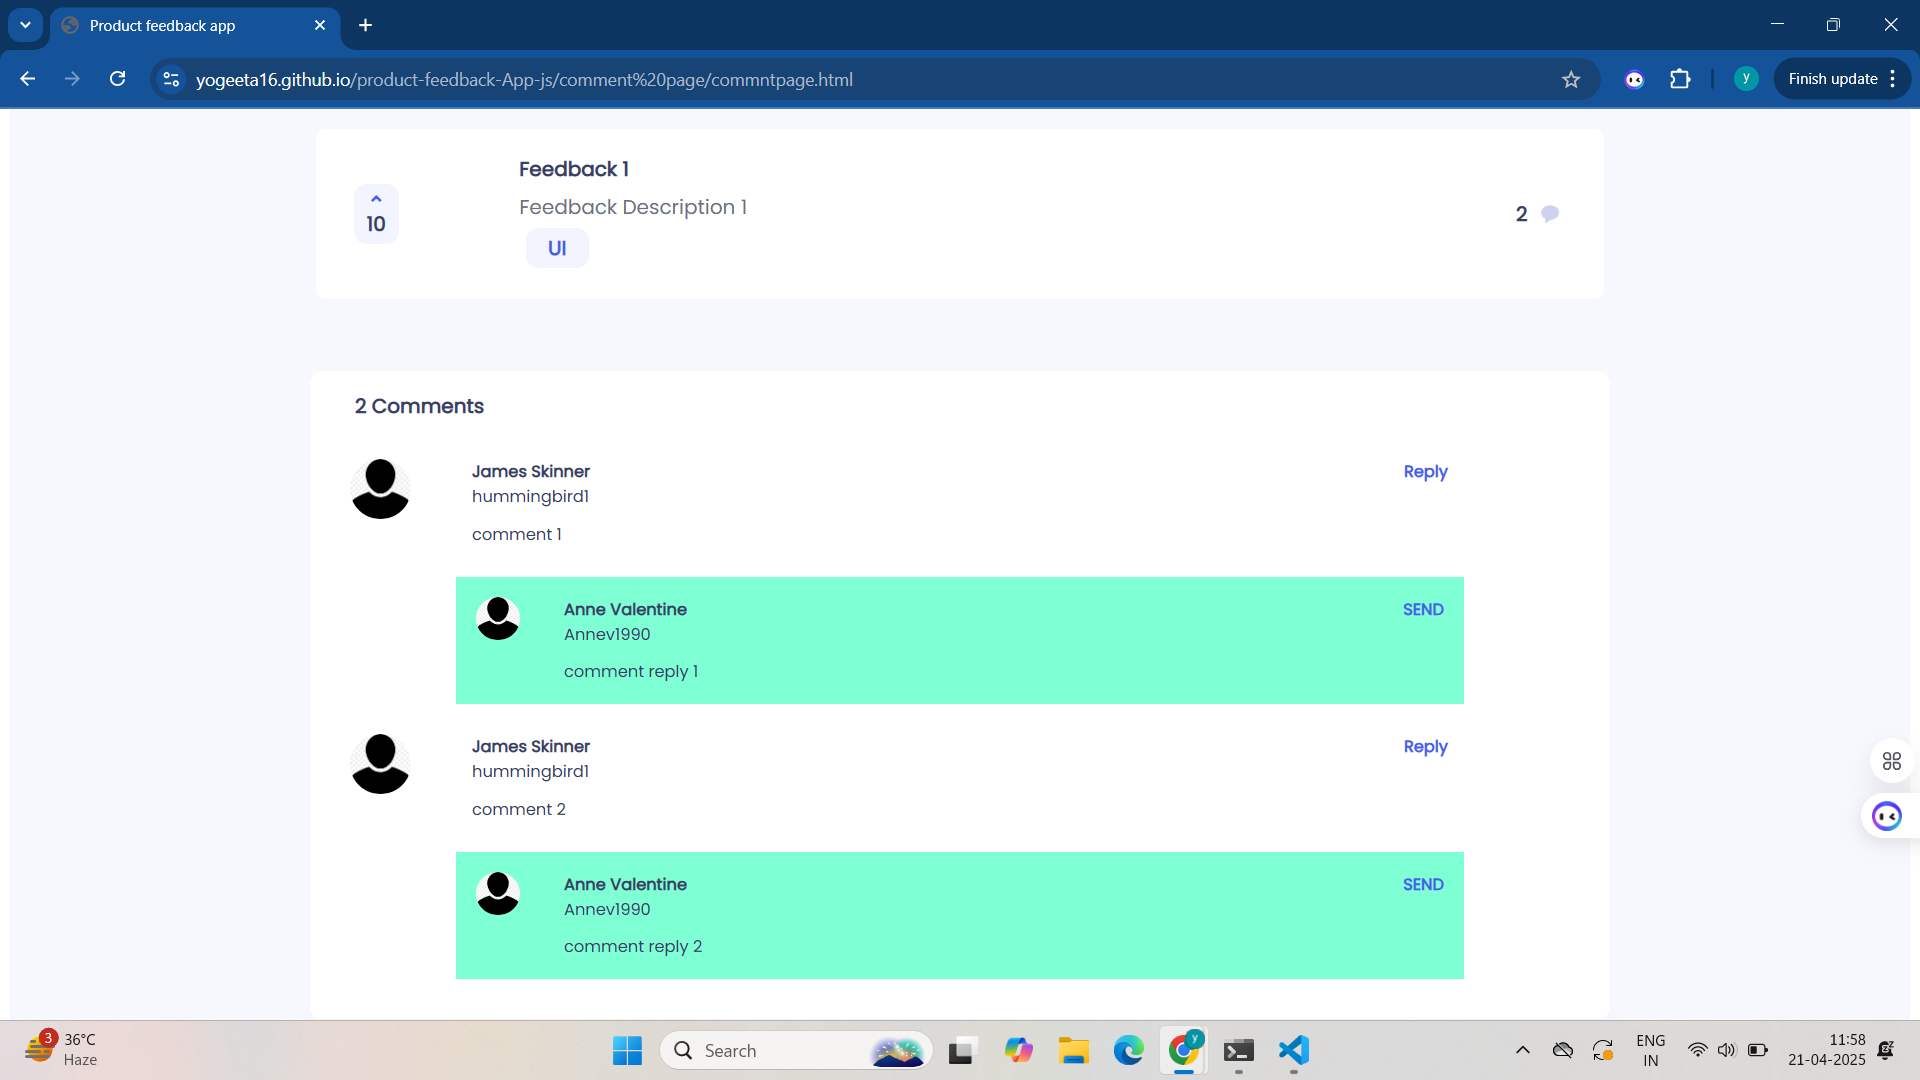 Product feedback app
yogeeta16.github.io/product-feedback-App-js/comment%20page/commntpage.html
y
Finish update
Feedback 1
Feedback Description 1
UI
10
2
2 Comments
James Skinner
Reply
hummingbird1
comment 1
Anne Valentine
SEND
Annev1990
comment reply 1
James Skinner
Reply
hummingbird1
comment 2
Anne Valentine
SEND
Annev1990
comment reply 2
3
36°C
Haze
Search
y
ENG
IN
11:58
21-04-2025